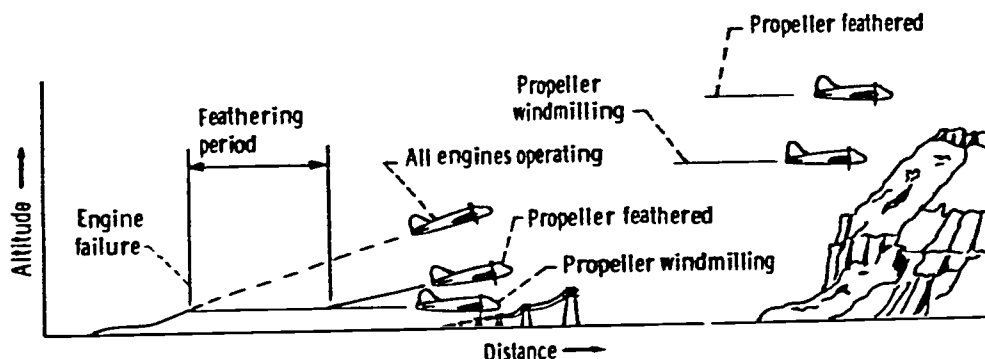 Propeller feathered
Propeller
windmilling
Feathering
period
All engines operating
Engine
failure
Propeller feathered
Propeller windmilling
Altitude
Distance